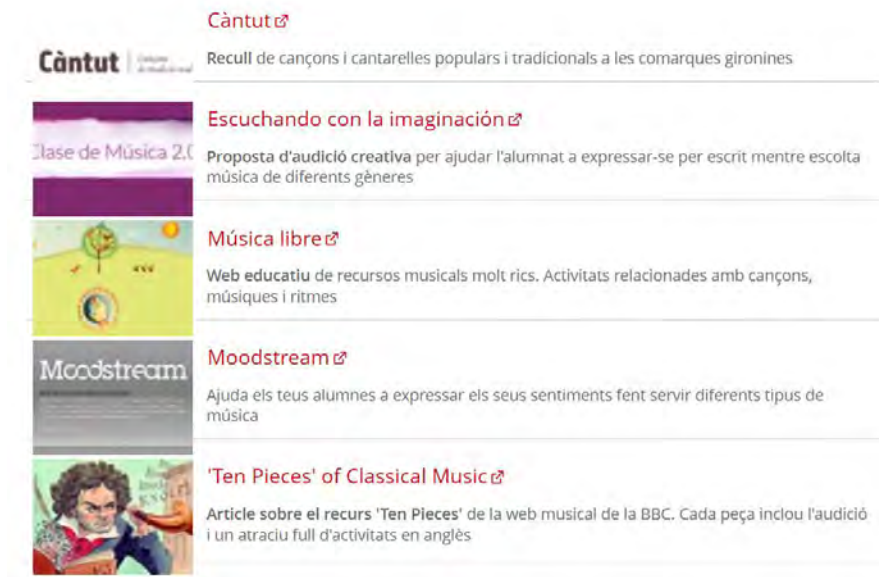 Càntut
Càntut
Recull de cançons i cantarelles populars i tradicionals a les comarques gironines
Escuchando con la imaginación
Clase de Música 2.0
Proposta d'audició creativa per ajudar l'alumnat a expressar-se per escrit mentre escolta
música de diferents gèneres
Música libre
Web educatiu de recursos musicals molt rics. Activitats relacionades amb cançons,
músiques i ritmes
Moodstream
Moodstream
Ajuda els teus alumnes a expressar els seus sentiments fent servir diferents tipus de
música
'Ten Pieces' of Classical Music
Article sobre el recurs 'Ten Pieces' de la web musical de la BBC. Cada peça inclou l'audició
i un atraciu full d'activitats en anglès